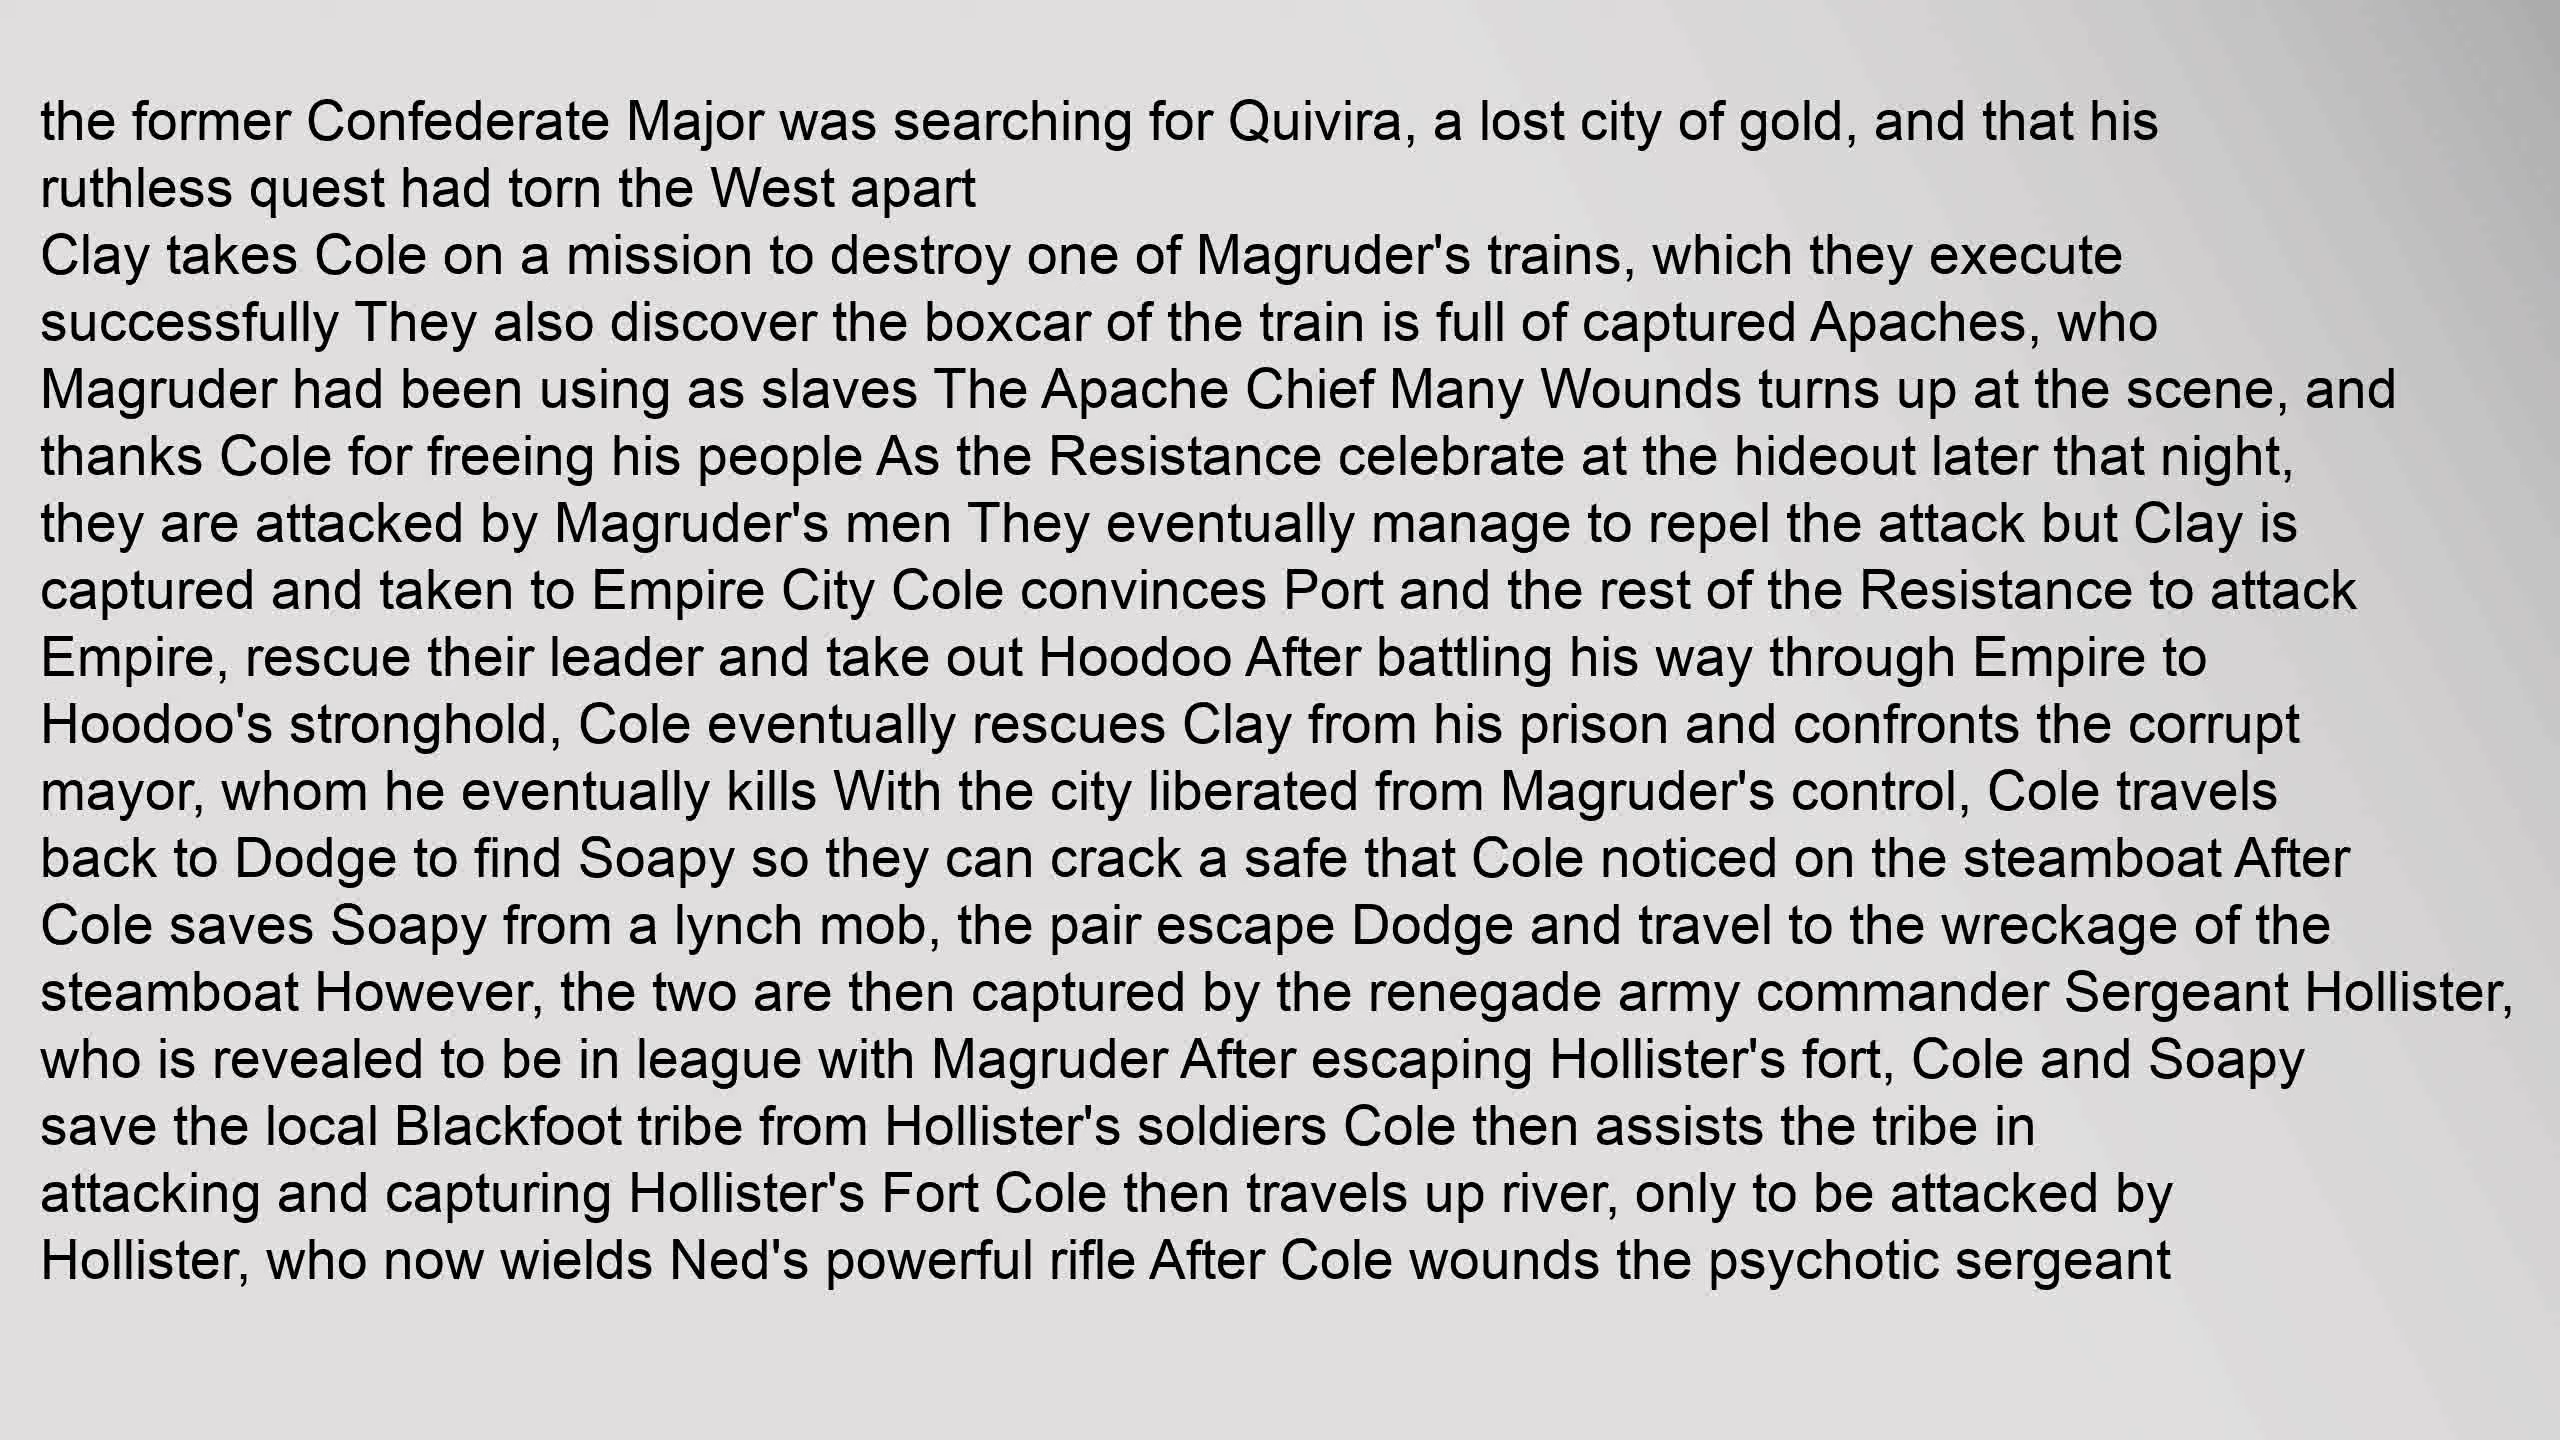 the former Confederate Major was searching for Quivira, a lost city of gold, and that his
ruthless quest had torn the West apart
Clay takes Cole on a mission to destroy one of Magruder's trains, which they execute
successfully They also discover the boxcar of the train is full of captured Apaches, who
Magruder had been using as slaves The Apache Chief Many Wounds turns up at the scene, and
thanks Cole for freeing his people As the Resistance celebrate at the hideout later that night,
they are attacked by Magruder's men They eventually manage to repel the attack but Clay is
captured and taken to Empire City Cole convinces Port and the rest of the Resistance to attack
Empire, rescue their leader and take out Hoodoo After battling his way through Empire to
Hoodoo's stronghold, Cole eventually rescues Clay from his prison and confronts the corrupt
mayor, whom he eventually kills With the city liberated from Magruder's control, Cole travels
back to Dodge to find Soapy so they can crack a safe that Cole noticed on the steamboat After
Cole saves Soapy from a lynch mob, the pair escape Dodge and travel to the wreckage of the
steamboat However, the two are then captured by the renegade army commander Sergeant Hollister,
who is revealed to be in league with Magruder After escaping Hollister's fort, Cole and Soapy
save the local Blackfoot tribe from Hollister's soldiers Cole then assists the tribe in
attacking and capturing Hollister's Fort Cole then travels up river, only to be attacked by
Hollister, who now wields Ned's powerful rifle After Cole wounds the psychotic sergeant